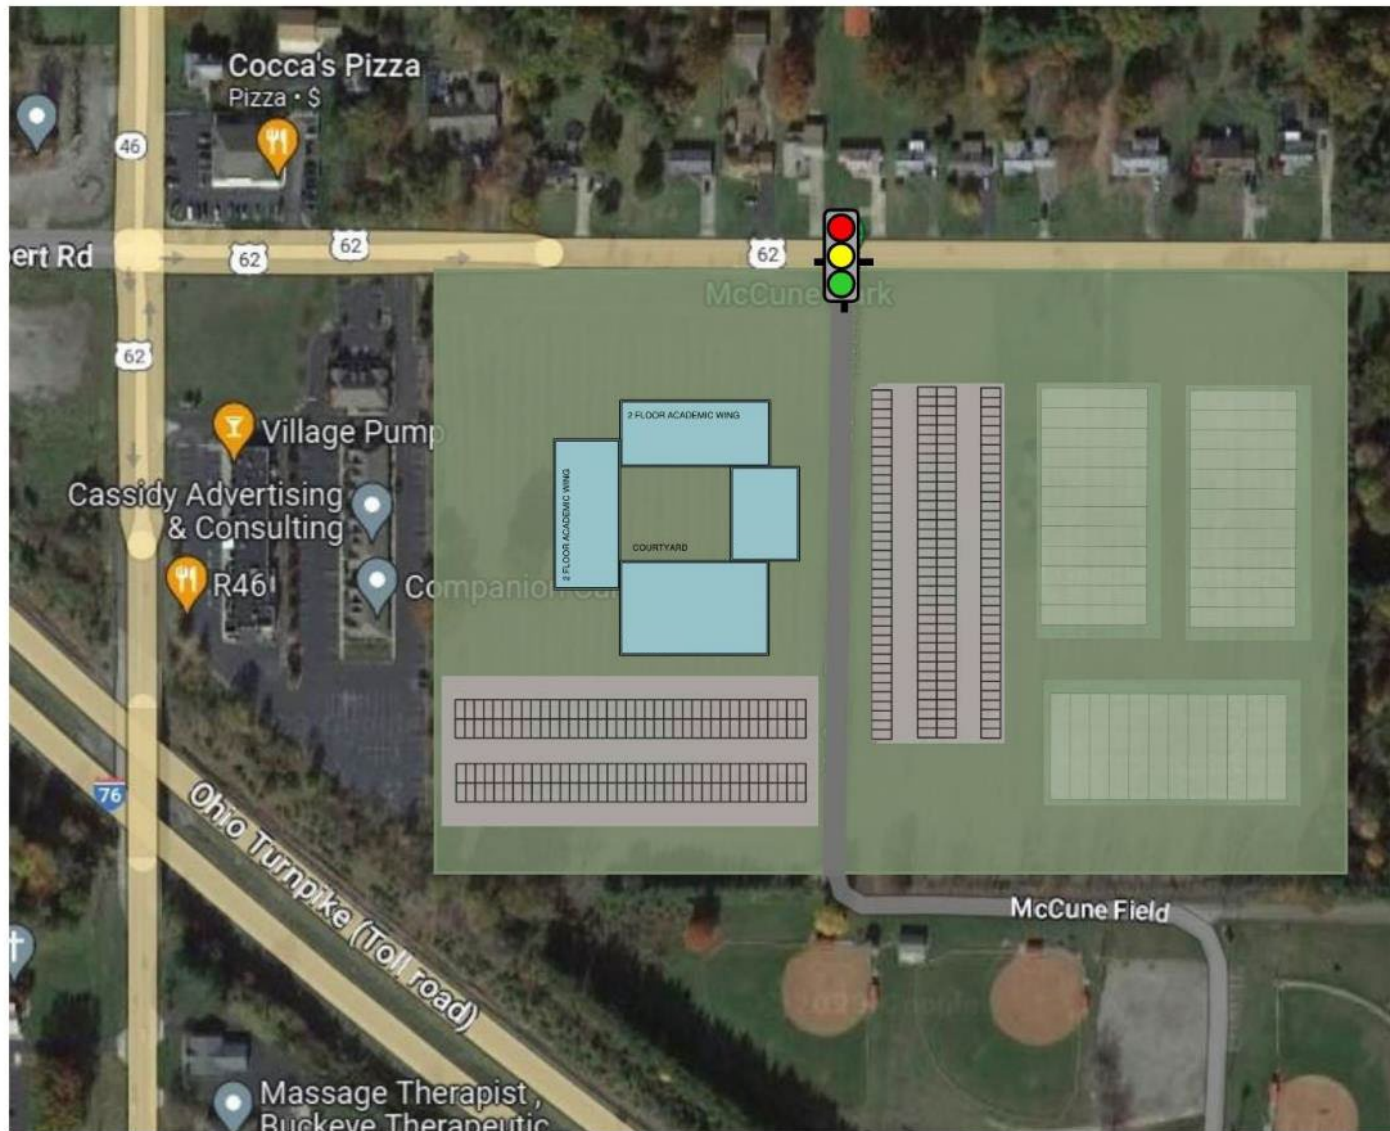 Cocca's Pizza
Pizza • $
46
ert Rd
62
62
62
McCune Park
62
2 FLOOR ACADEMIC WING
Village Pump
2 FLOOR ACADEMIC WING
Cassidy Advertising
& Consulting
COURTYARD
R46
Companion
76
Ohio Turnpike (Toll road)
McCune Field
Massage Therapist,
Buckeye Therapeutic